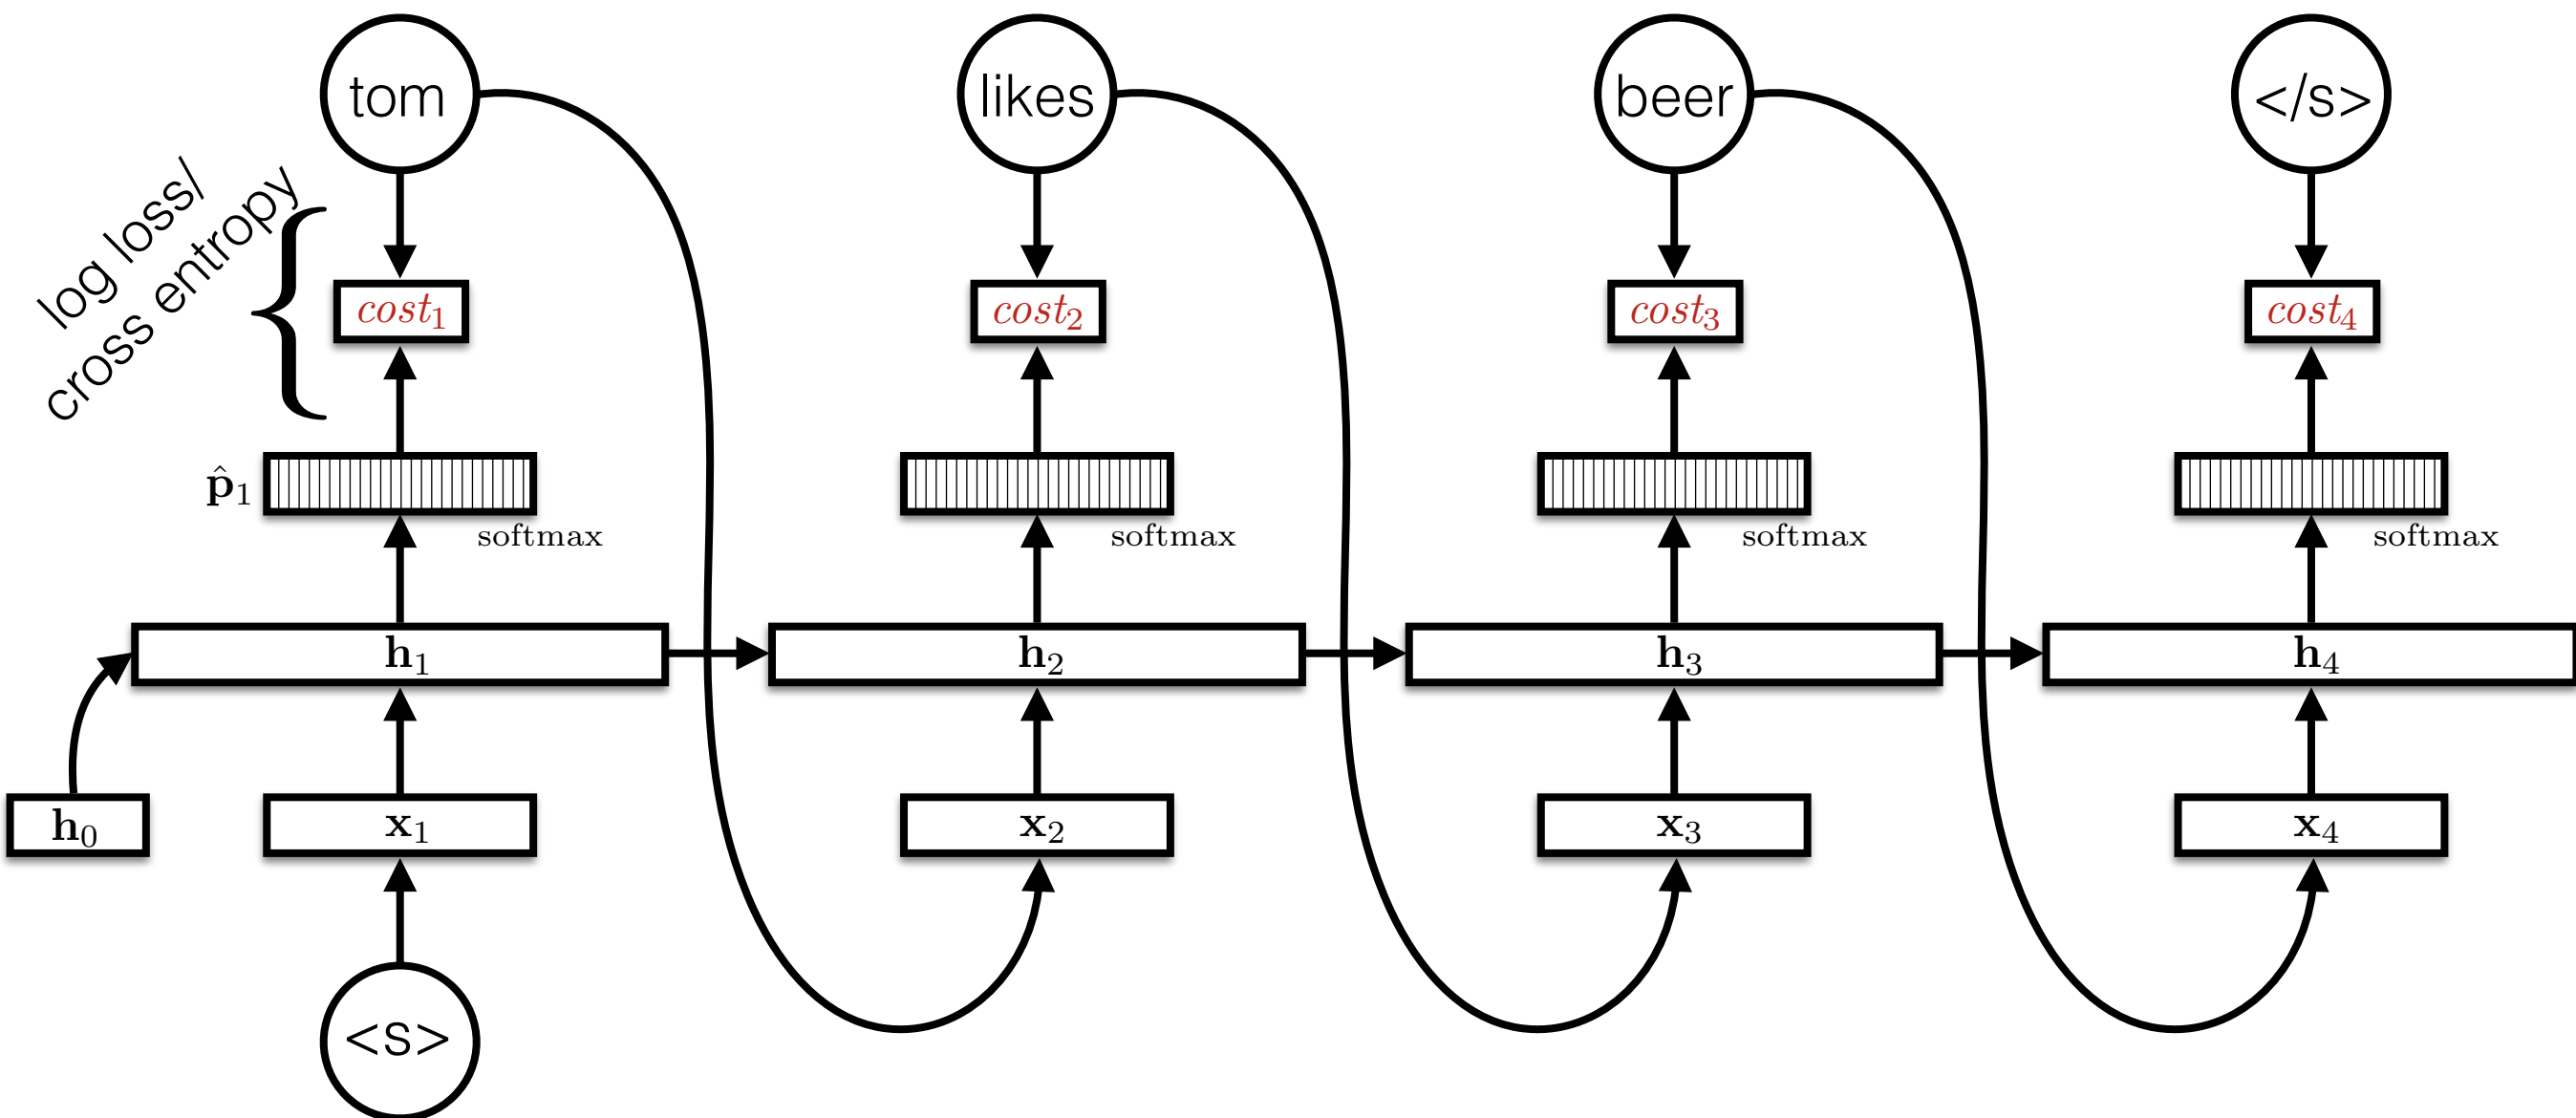 tom likes beer </s>
log loss/
cross entropy
cost₁ cost₂ cost₃ cost₄
p̂₁
softmax softmax softmax softmax
h₁ h₂ h₃ h₄
h₀ x₁ x₂ x₃ x₄
<s>